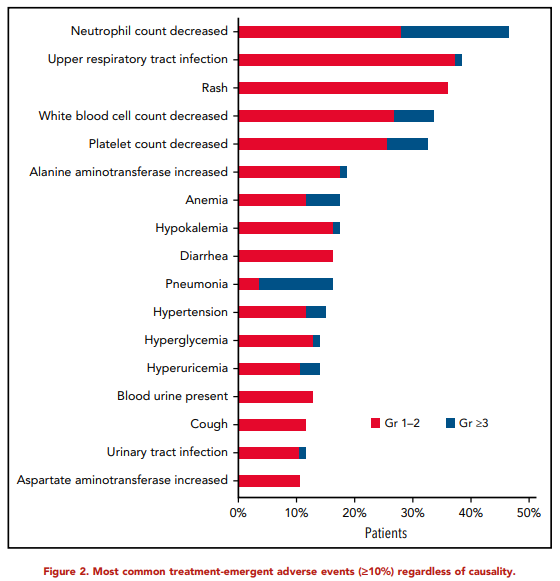 Neutrophil count decreased
Upper respiratory tract infection
Rash
White blood cell count decreased
Platelet count decreased
Alanine aminotransferase increased
Anemia
Hypokalemia
Diarrhea
Pneumonia
Hypertension
Hyperglycemia
Hyperuricemia
Blood urine present
Cough
Gr 1–2 Gr ≥3
Urinary tract infection
Aspartate aminotransferase increased
0% 10% 20% 30% 40% 50%
Patients
Figure 2. Most common treatment-emergent adverse events (≥10%) regardless of causality.